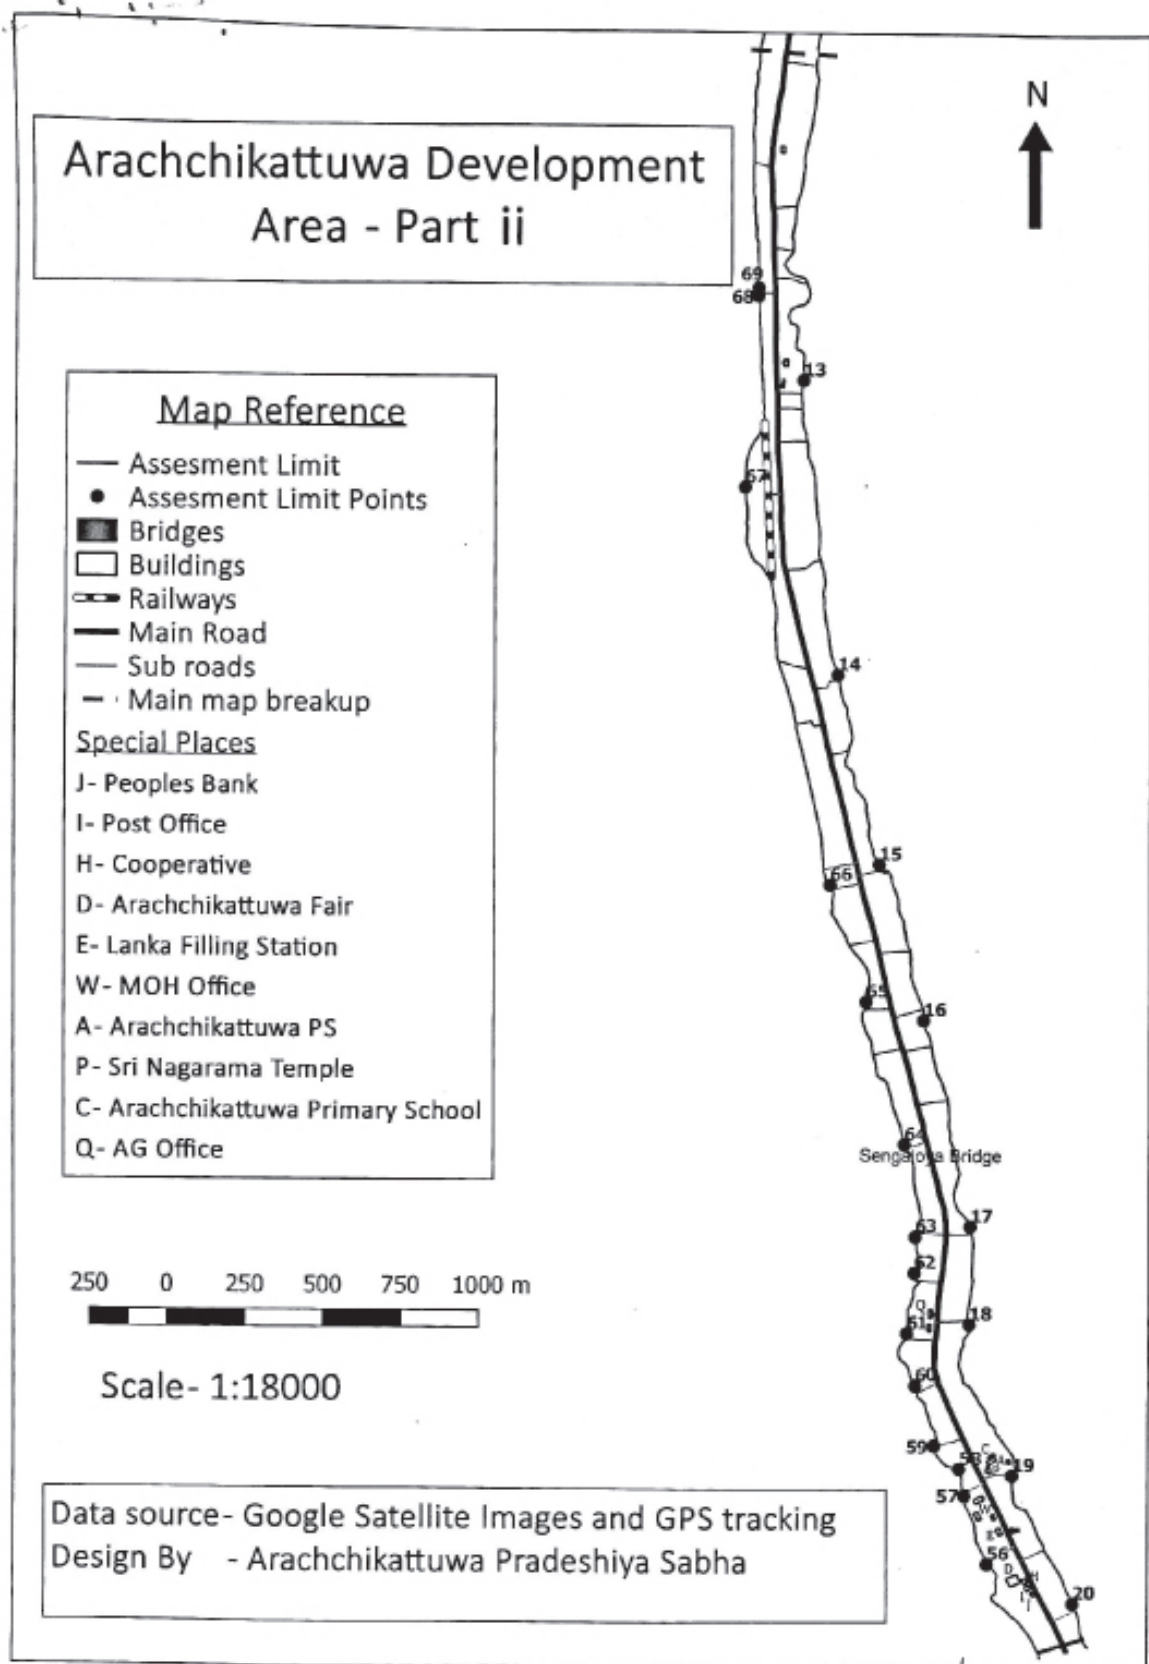 Arachchikattuwa Development
Area - Part ii
N
Map Reference
Assesment Limit
Assesment Limit Points
Bridges
Buildings
Railways
Main Road
Sub roads
Main map breakup
Special Places
J- Peoples Bank
I- Post Office
H- Cooperative
D- Arachchikattuwa Fair
E- Lanka Filling Station
W- MOH Office
A- Arachchikattuwa PS
P- Sri Nagarama Temple
C- Arachchikattuwa Primary School
Q- AG Office
250 0 250 500 750 1000 m
Scale- 1:18000
Data source- Google Satellite Images and GPS tracking
Design By - Arachchikattuwa Pradeshiya Sabha
69
68
13
67
14
15
66
65
16
64
Sengaloya Bridge
17
63
62
Q
61
18
60
59
58
C
19
57
W
E
56
D
H
I
J
20